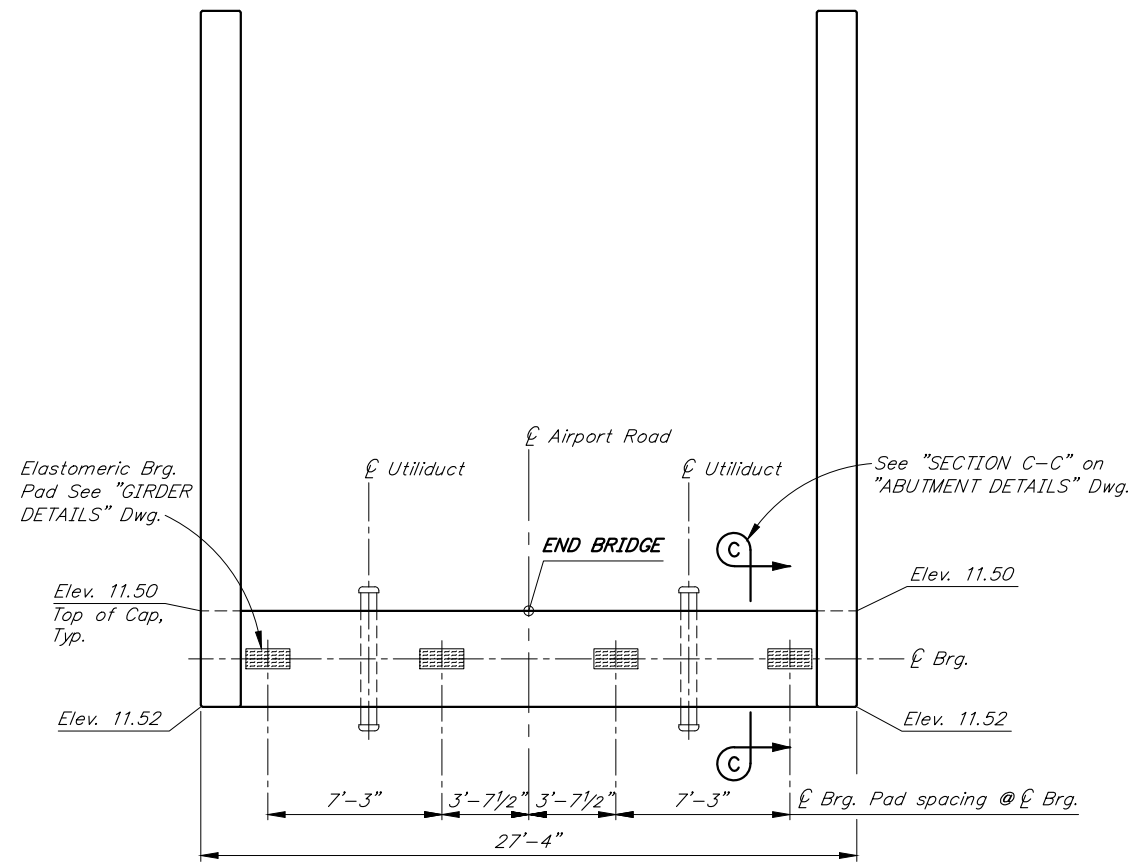 ℄ Airport Road
Elastomeric Brg.
Pad See "GIRDER
DETAILS" Dwg.
℄ Utiliduct
℄ Utiliduct
See "SECTION C-C" on
"ABUTMENT DETAILS" Dwg.
END BRIDGE
C
Elev. 11.50
Top of Cap,
Typ.
Elev. 11.50
℄ Brg.
Elev. 11.52
Elev. 11.52
C
7'-3"
3'-7½"
3'-7½"
7'-3"
℄ Brg. Pad spacing @ ℄ Brg.
27'-4"